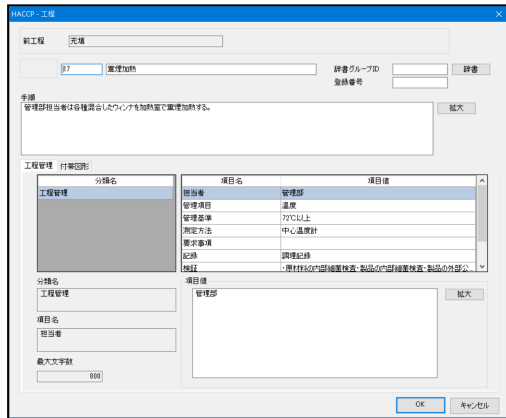 HACCP - 工程
前工程 充填
17 燻煙加熱 辞書グループID 辞書
登録番号
手順
管理部担当者は各種混合したウィンナを加熱室で燻煙加熱する。
拡大
工程管理 付帯図形
分類名 項目名 項目値
工程管理 担当者 管理部
管理項目 温度
管理基準 72℃以上
測定方法 中心温度計
要求事項
記録 調理記録
検証 ・原材料の内部細菌検査・製品の内部細菌検査・製品の外部公...
分類名 項目値
工程管理 管理部 拡大
項目名
担当者
最大文字数
800
OK キャンセル